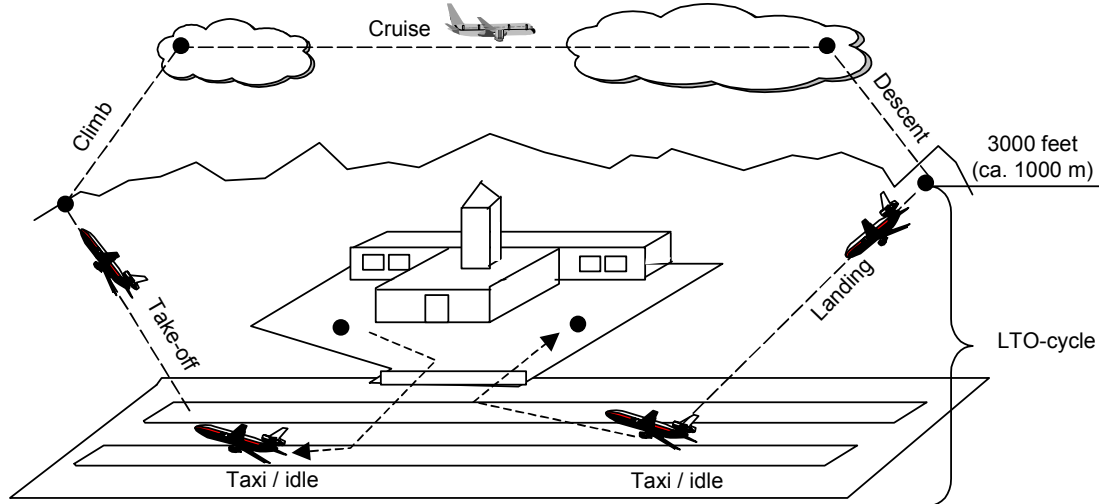 Cruise
Climb
Descent
3000 feet
(ca. 1000 m)
Take-off
Landing
LTO-cycle
Taxi / idle
Taxi / idle